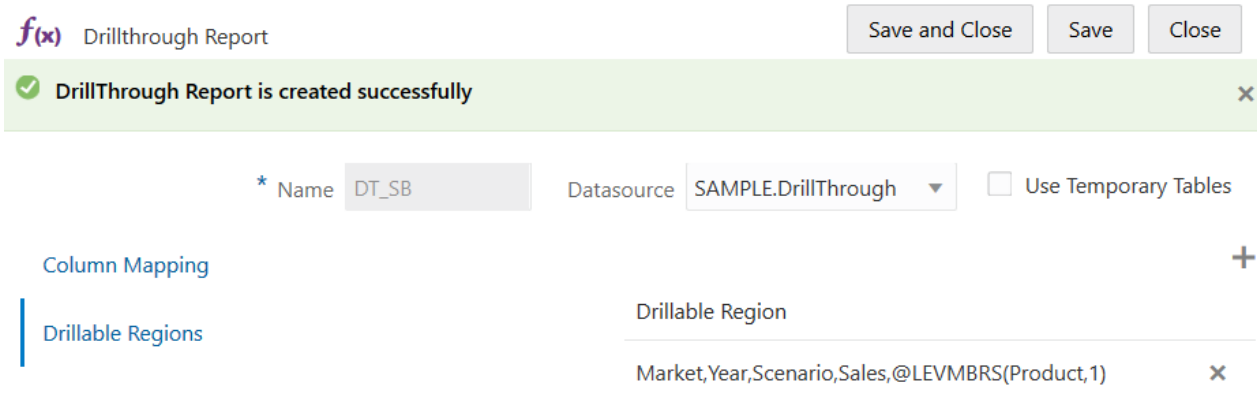 f(x) Drillthrough Report Save and Close Save Close
DrillThrough Report is created successfully
* Name DT_SB Datasource SAMPLE.DrillThrough Use Temporary Tables
Column Mapping
Drillable Region
Drillable Regions
Market,Year,Scenario,Sales,@LEVMBRS(Product,1)